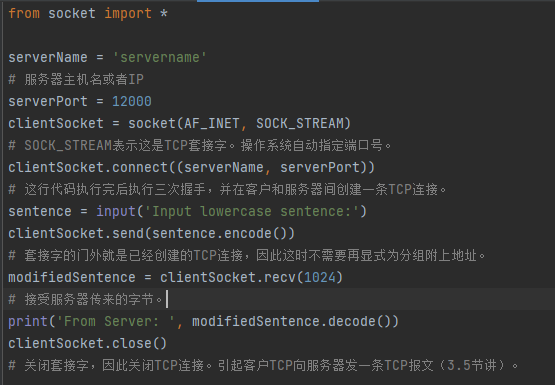 from socket import *
serverName = 'servername'
# 服务器主机名或者IP
serverPort = 12000
clientSocket = socket(AF_INET, SOCK_STREAM)
# SOCK_STREAM表示这是TCP套接字。操作系统自动指定端口号。
clientSocket.connect((serverName, serverPort))
# 这行代码执行完后执行三次握手，并在客户和服务器间创建一条TCP连接。
sentence = input('Input lowercase sentence:')
clientSocket.send(sentence.encode())
# 套接字的门外就是已经创建的TCP连接，因此这时不需要再显式为分组附上地址。
modifiedSentence = clientSocket.recv(1024)
# 接受服务器传来的字节。
print('From Server: ', modifiedSentence.decode())
clientSocket.close()
# 关闭套接字，因此关闭TCP连接。引起客户TCP向服务器发一条TCP报文（3.5节讲）。